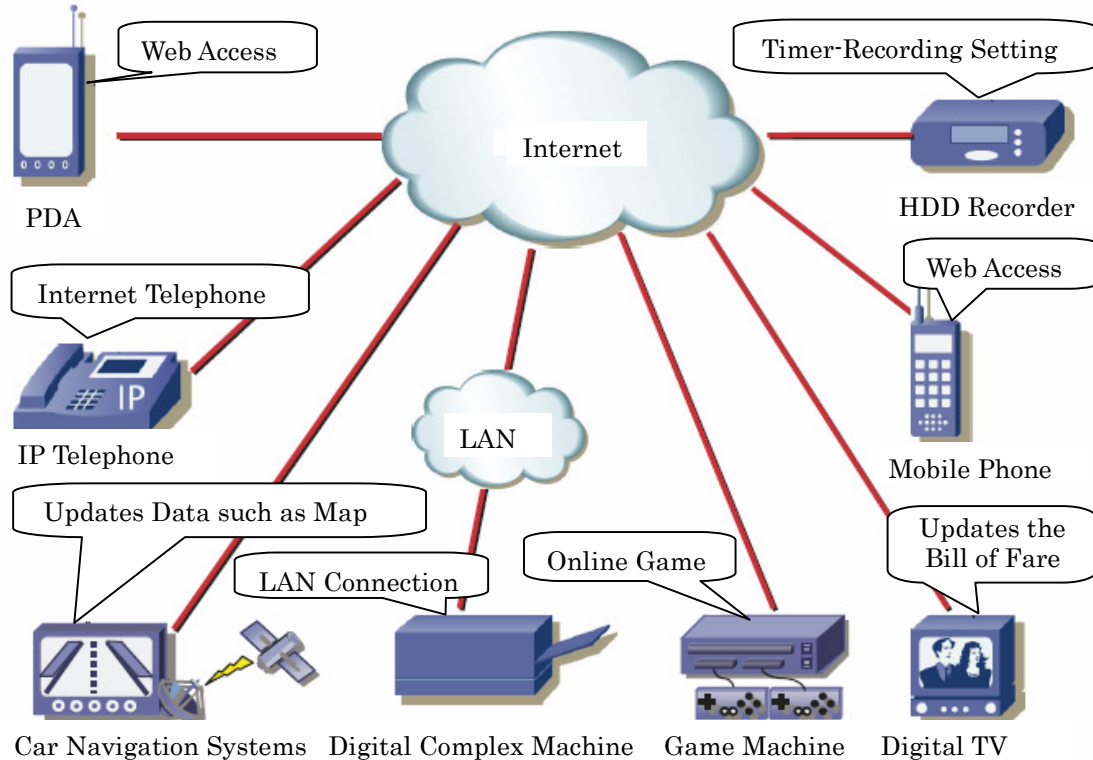 Web Access
Timer-Recording Setting
Internet
PDA
HDD Recorder
Internet Telephone
Web Access
IP
IP Telephone
LAN
Mobile Phone
Updates Data such as Map
Updates the
Bill of Fare
LAN Connection
Online Game
Car Navigation Systems
Digital Complex Machine
Game Machine
Digital TV